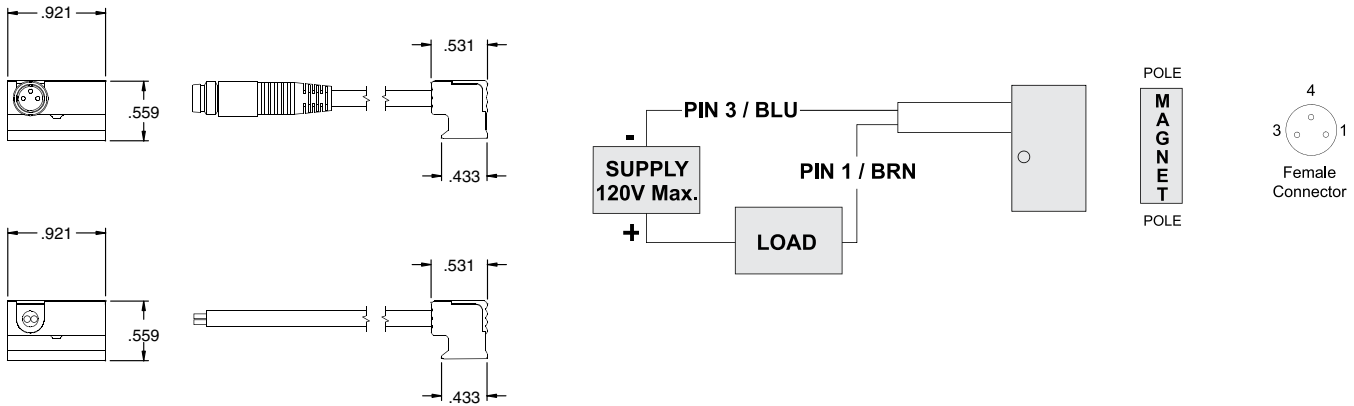 .921
.559
.531
.433
.921
.559
.531
.433
PIN 3 / BLU
-
SUPPLY
120V Max.
+
PIN 1 / BRN
LOAD
POLE
MAGNET
POLE
4
3
1
Female
Connector